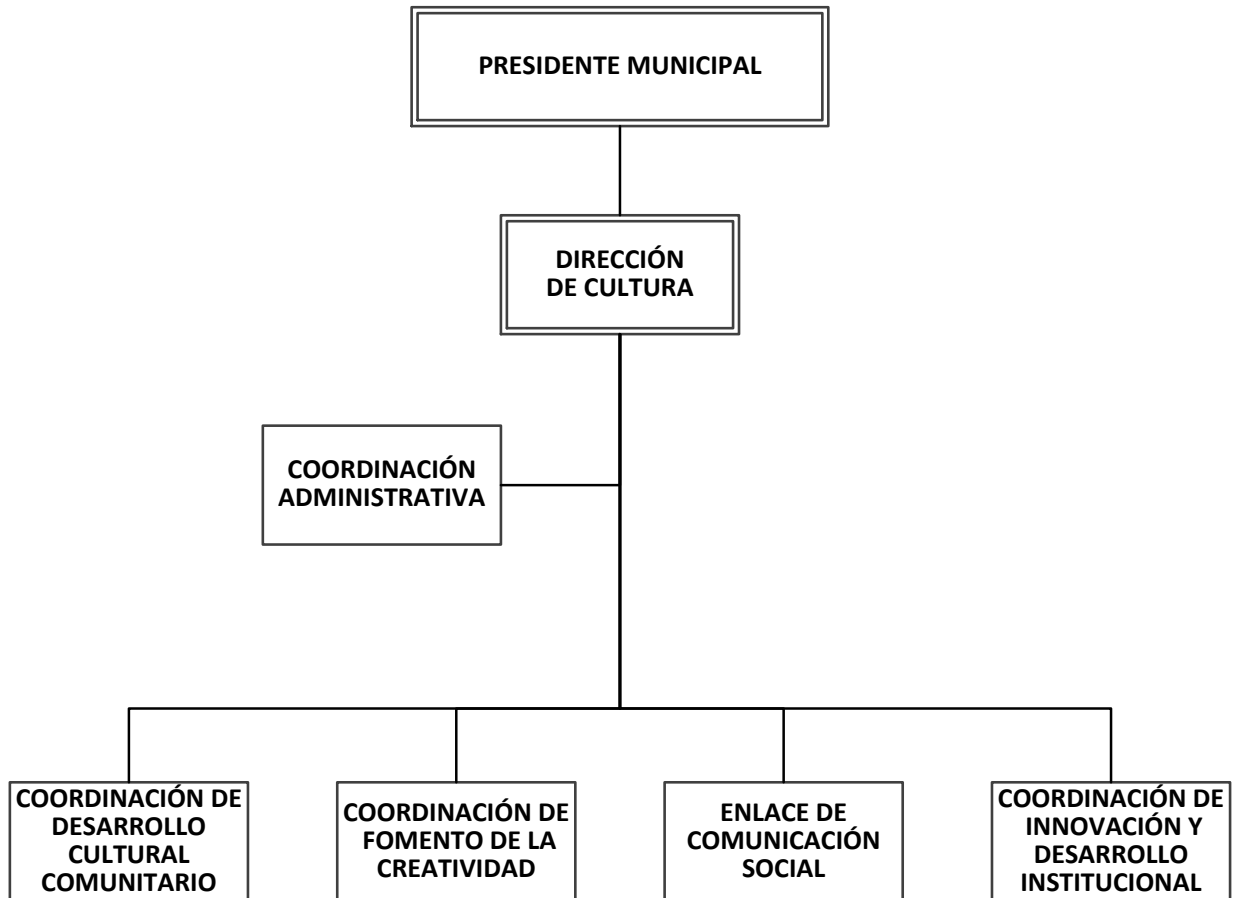 PRESIDENTE MUNICIPAL
DIRECCIÓN
DE CULTURA
COORDINACIÓN
ADMINISTRATIVA
COORDINACIÓN DE
DESARROLLO
CULTURAL
COMUNITARIO
COORDINACIÓN DE
FOMENTO DE LA
CREATIVIDAD
ENLACE DE
COMUNICACIÓN
SOCIAL
COORDINACIÓN DE
INNOVACIÓN Y
DESARROLLO
INSTITUCIONAL